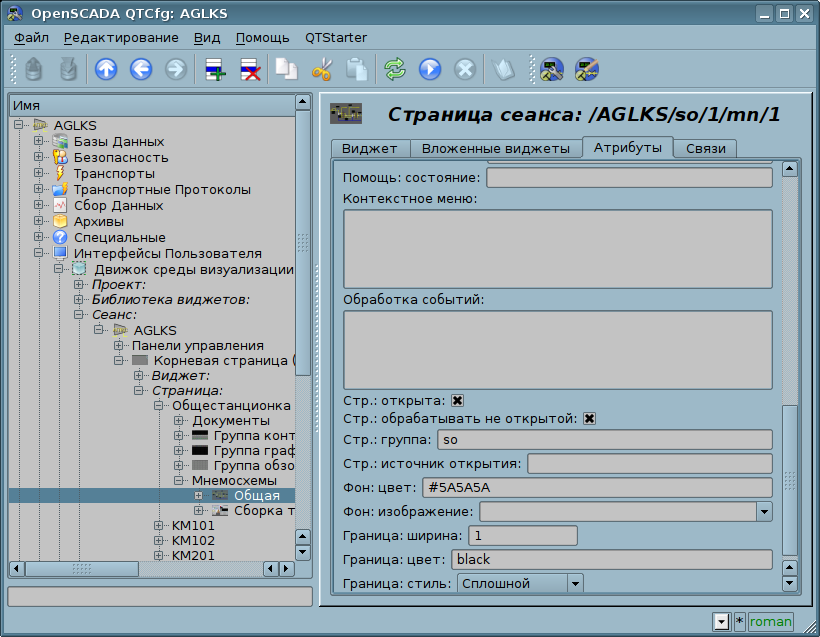 OpenSCADA QTCfg: AGLKS
Файл Редактирование Вид Помощь QTStarter
Имя
AGLKS
Базы Данных
Безопасность
Транспорты
Транспортные Протоколы
Сбор Данных
Архивы
Специальные
Интерфейсы Пользователя
Движок среды визуализации
Проект:
Библиотека виджетов:
Сеанс:
AGLKS
Панели управления
Корневая страница (
Виджет:
Страница:
Общестанционка
Документы
Группа конт
Группа граф
Группа обзо
Мнемосхемы
Общая
Сборка т
КМ101
КМ102
КМ201
Страница сеанса: /AGLKS/so/1/mn/1
Виджет Вложенные виджеты Атрибуты Связи
Помощь: состояние:
Контекстное меню:
Обработка событий:
Стр.: открыта:
Стр.: обрабатывать не открытой:
Стр.: группа: so
Стр.: источник открытия:
Фон: цвет: #5A5A5A
Фон: изображение:
Граница: ширина: 1
Граница: цвет: black
Граница: стиль: Сплошной
* roman